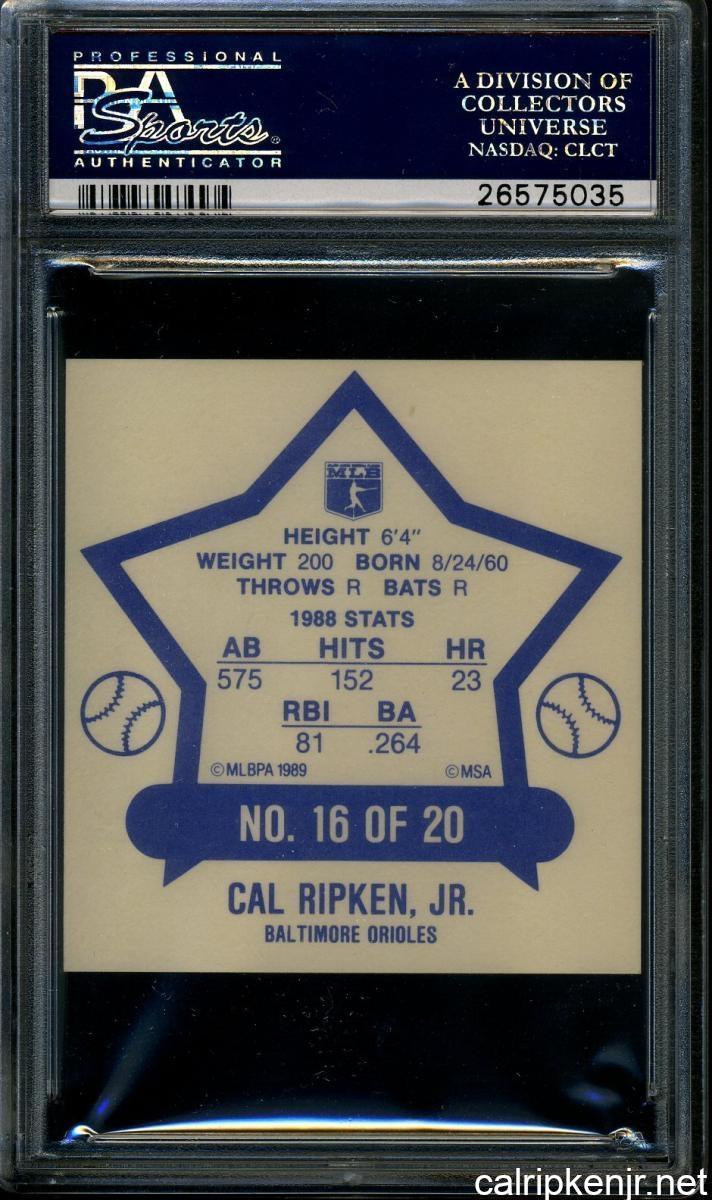 PROFESSIONAL
PSA
Sports®
AUTHENTICATOR
A DIVISION OF
COLLECTORS
UNIVERSE
NASDAQ: CLCT
26575035
MLB
HEIGHT 6'4"
WEIGHT 200 BORN 8/24/60
THROWS R BATS R
1988 STATS
AB HITS HR
575 152 23
RBI BA
81 .264
©MLBPA 1989 ©MSA
NO. 16 OF 20
CAL RIPKEN, JR.
BALTIMORE ORIOLES
calripkenjr.net